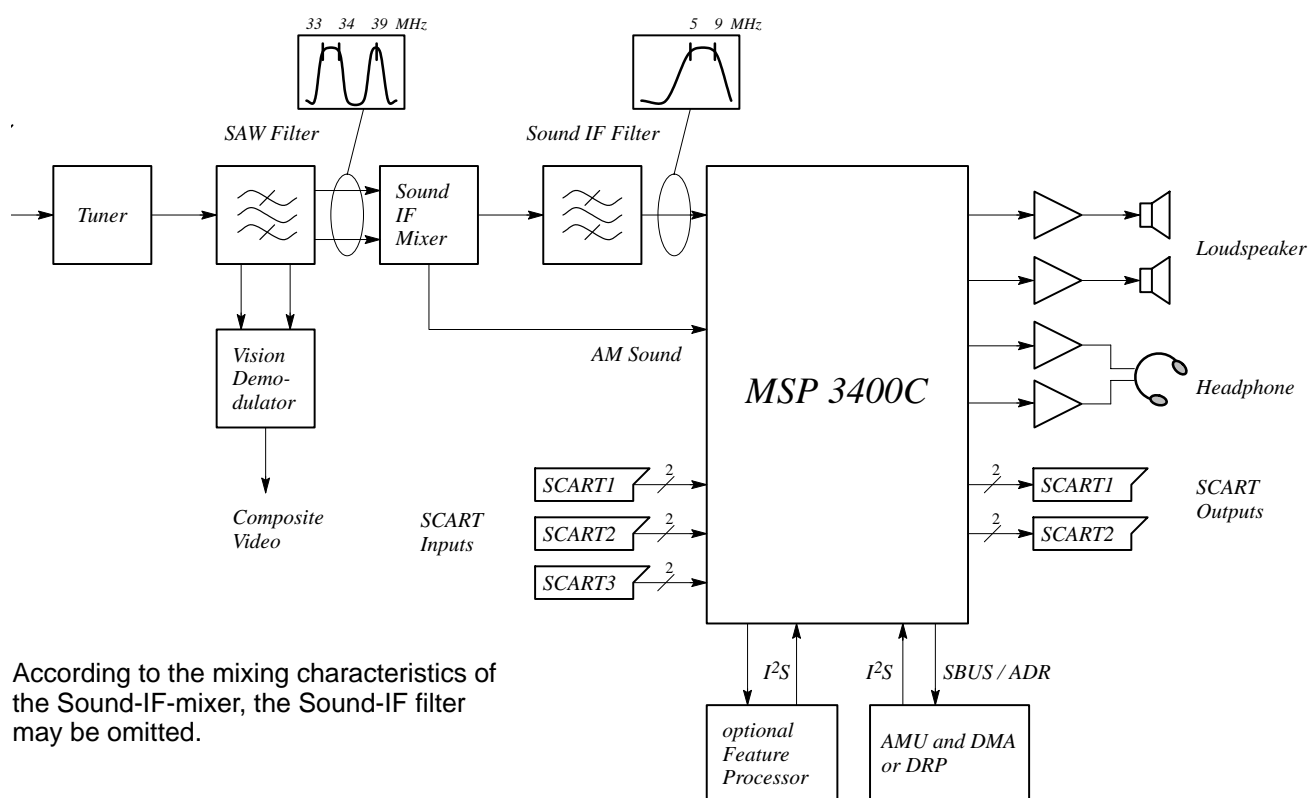 33 34 39 MHz
5 9 MHz
SAW Filter
Sound IF Filter
Tuner
Sound
IF
Mixer
Loudspeaker
AM Sound
Vision
Demo-
dulator
MSP 3400C
Headphone
Composite
Video
SCART
Inputs
SCART1
2
SCART2
2
SCART3
2
2
SCART1
2
SCART2
SCART
Outputs
According to the mixing characteristics of
the Sound-IF-mixer, the Sound-IF filter
may be omitted.
I²S
I²S
SBUS / ADR
optional
Feature
Processor
AMU and DMA
or DRP